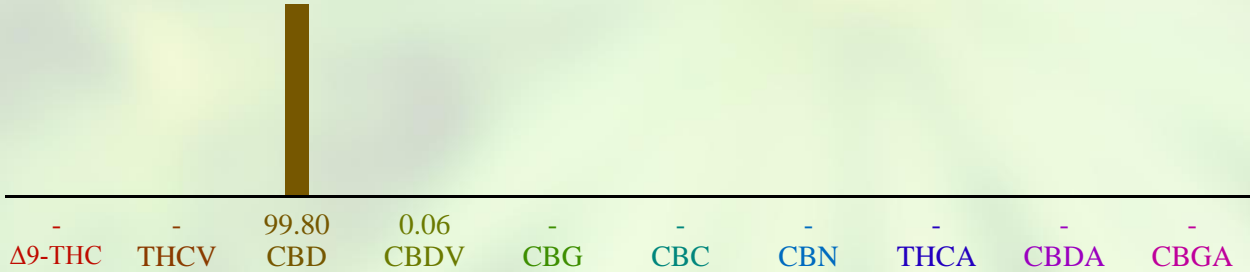 - - 99.80 0.06 - - - - - -
Δ9-THC THCV CBD CBDV CBG CBC CBN THCA CBDA CBGA